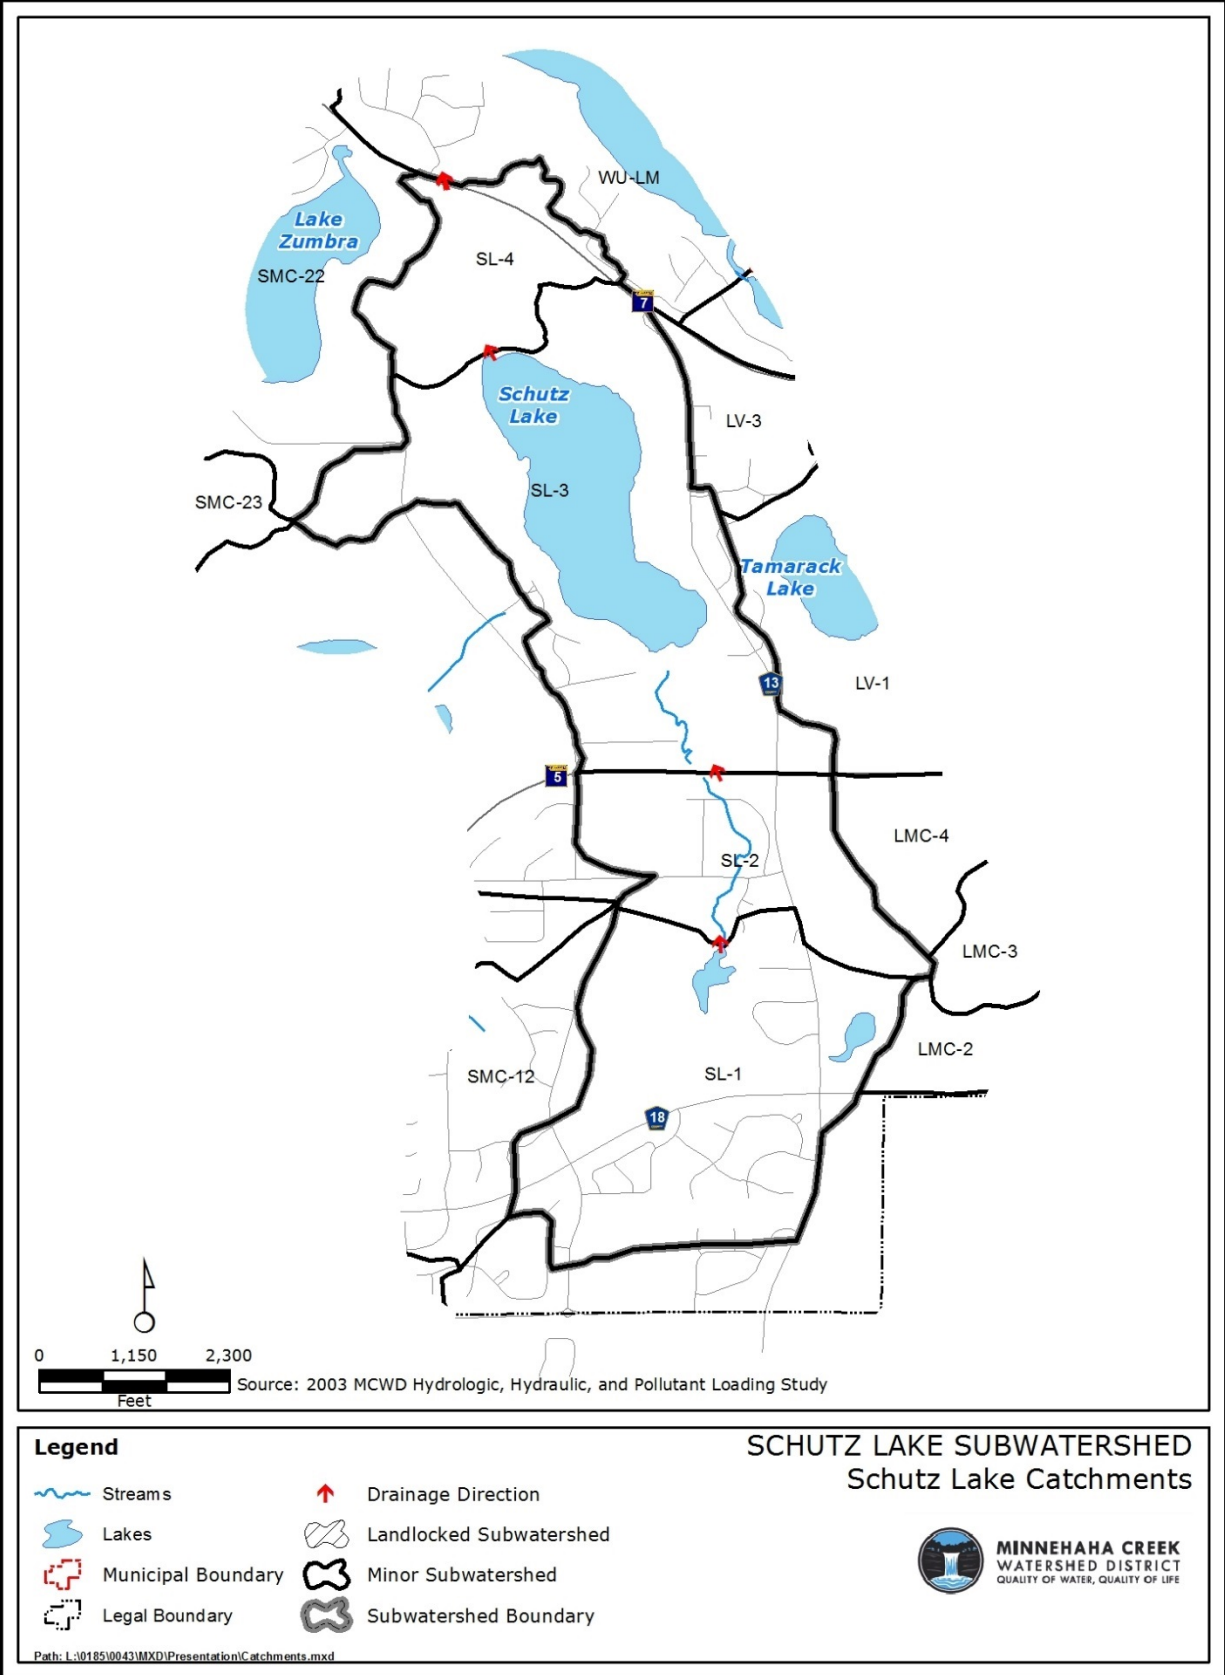 WU-LM
Lake
Zumbra
SMC-22
SL-4
7
Schutz
Lake
LV-3
SL-3
SMC-23
Tamarack
Lake
13
LV-1
5
LMC-4
SL-2
LMC-3
LMC-2
SMC-12
SL-1
18
0 1,150 2,300
Feet
Source: 2003 MCWD Hydrologic, Hydraulic, and Pollutant Loading Study
Legend
Streams
Lakes
Municipal Boundary
Legal Boundary
Drainage Direction
Landlocked Subwatershed
Minor Subwatershed
Subwatershed Boundary
Path: L:\0185\0043\MXD\Presentation\Catchments.mxd
SCHUTZ LAKE SUBWATERSHED
Schutz Lake Catchments
MINNEHAHA CREEK
WATERSHED DISTRICT
QUALITY OF WATER, QUALITY OF LIFE